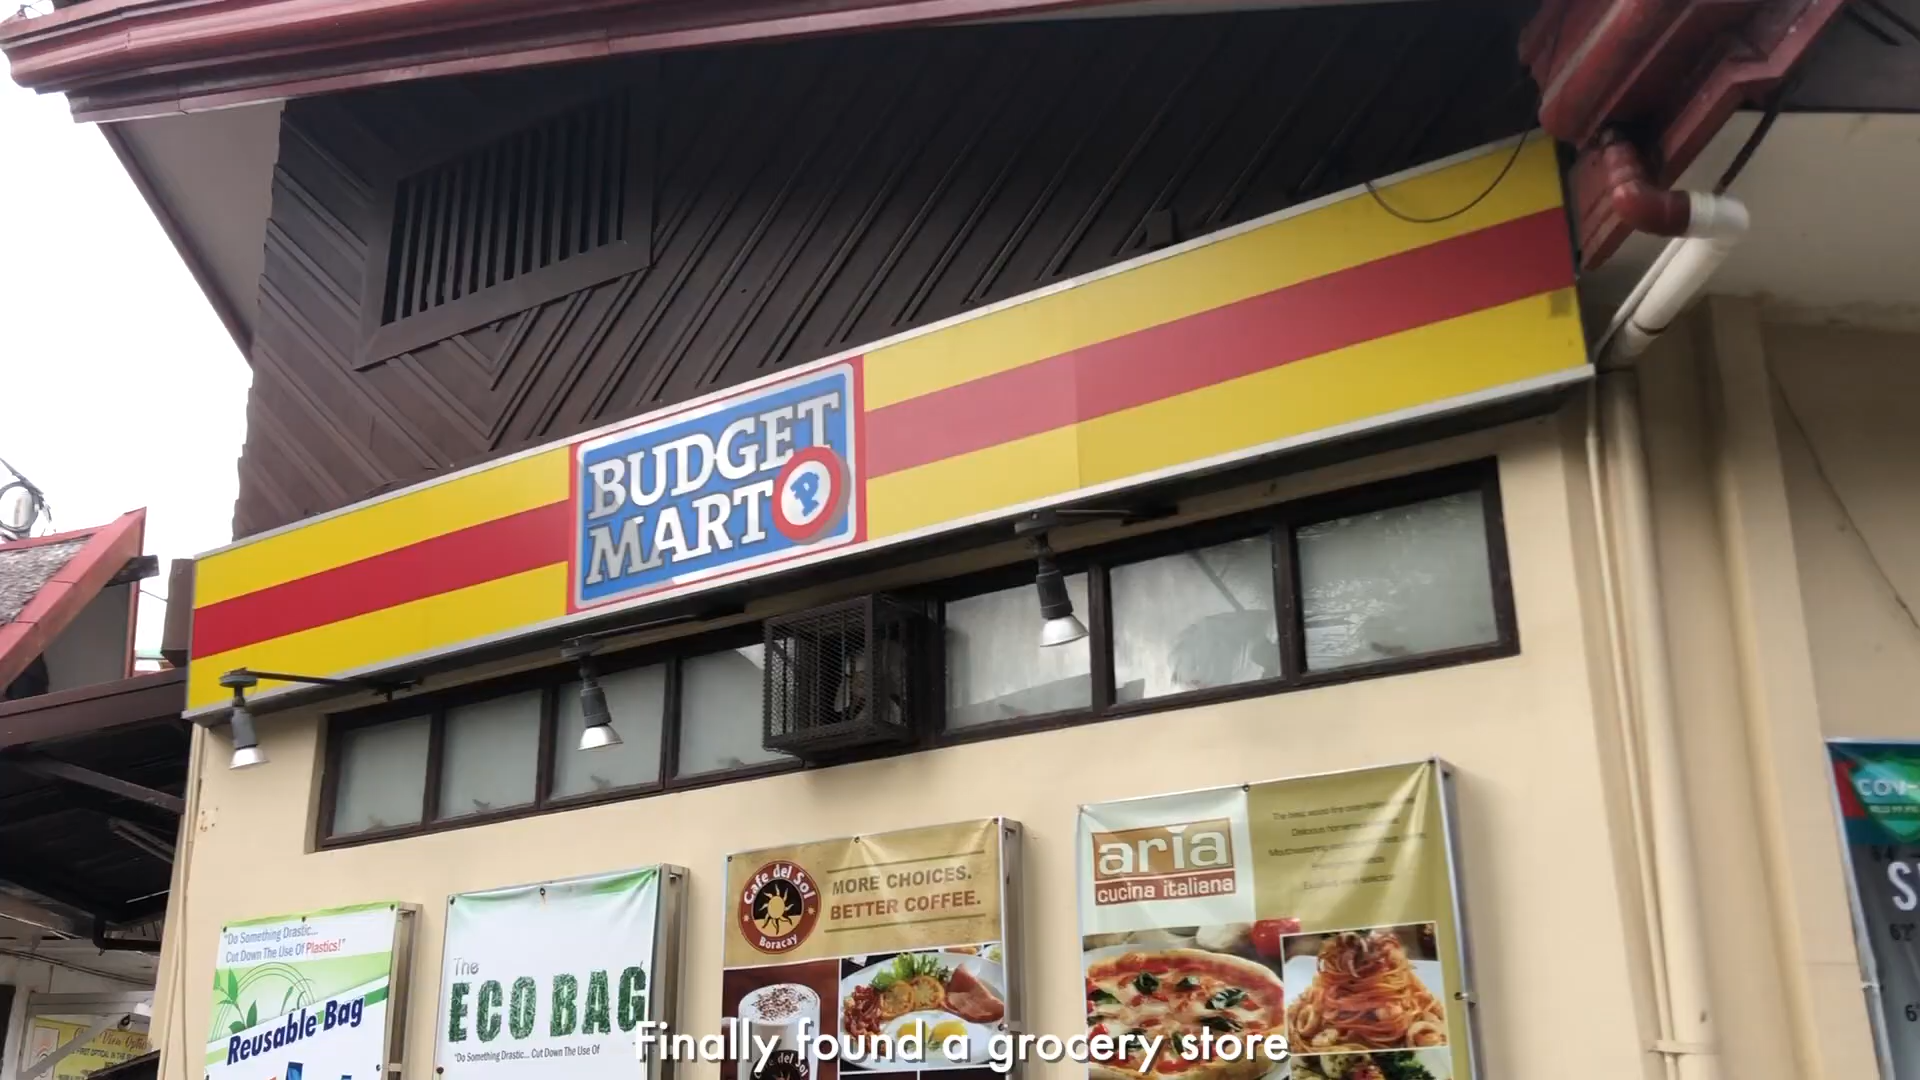 BUDGET
MART
P
"Do Something Drastic...
Cut Down The Use Of Plastics!"
Reusable Bag
The
ECO BAG
"Do Something Drastic... Cut Down The Use Of
Cafe del Sol
Boracay
MORE CHOICES.
BETTER COFFEE.
aria
cucina italiana
Finally found a grocery store